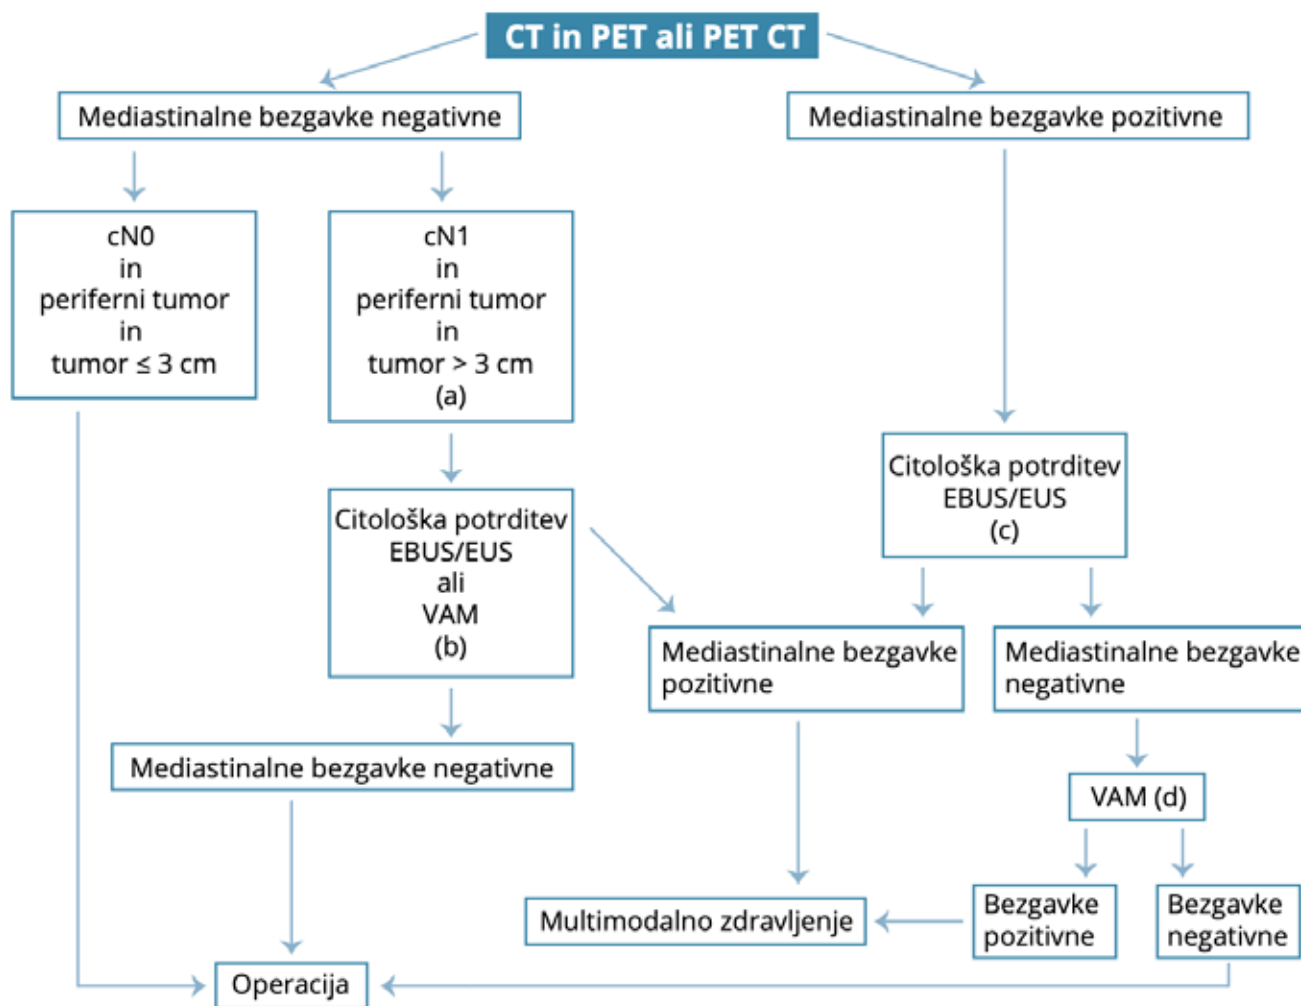 CT in PET ali PET CT
Mediastinalne bezgavke negativne
Mediastinalne bezgavke pozitivne
cN0
in
periferni tumor
in
tumor ≤ 3 cm
cN1
in
periferni tumor
in
tumor > 3 cm
(a)
Citološka potrditev
EBUS/EUS
ali
VAM
(b)
Citološka potrditev
EBUS/EUS
(c)
Mediastinalne bezgavke
pozitivne
Mediastinalne bezgavke
negativne
Mediastinalne bezgavke negativne
VAM (d)
Multimodalno zdravljenje
Bezgavke
pozitivne
Bezgavke
negativne
Operacija